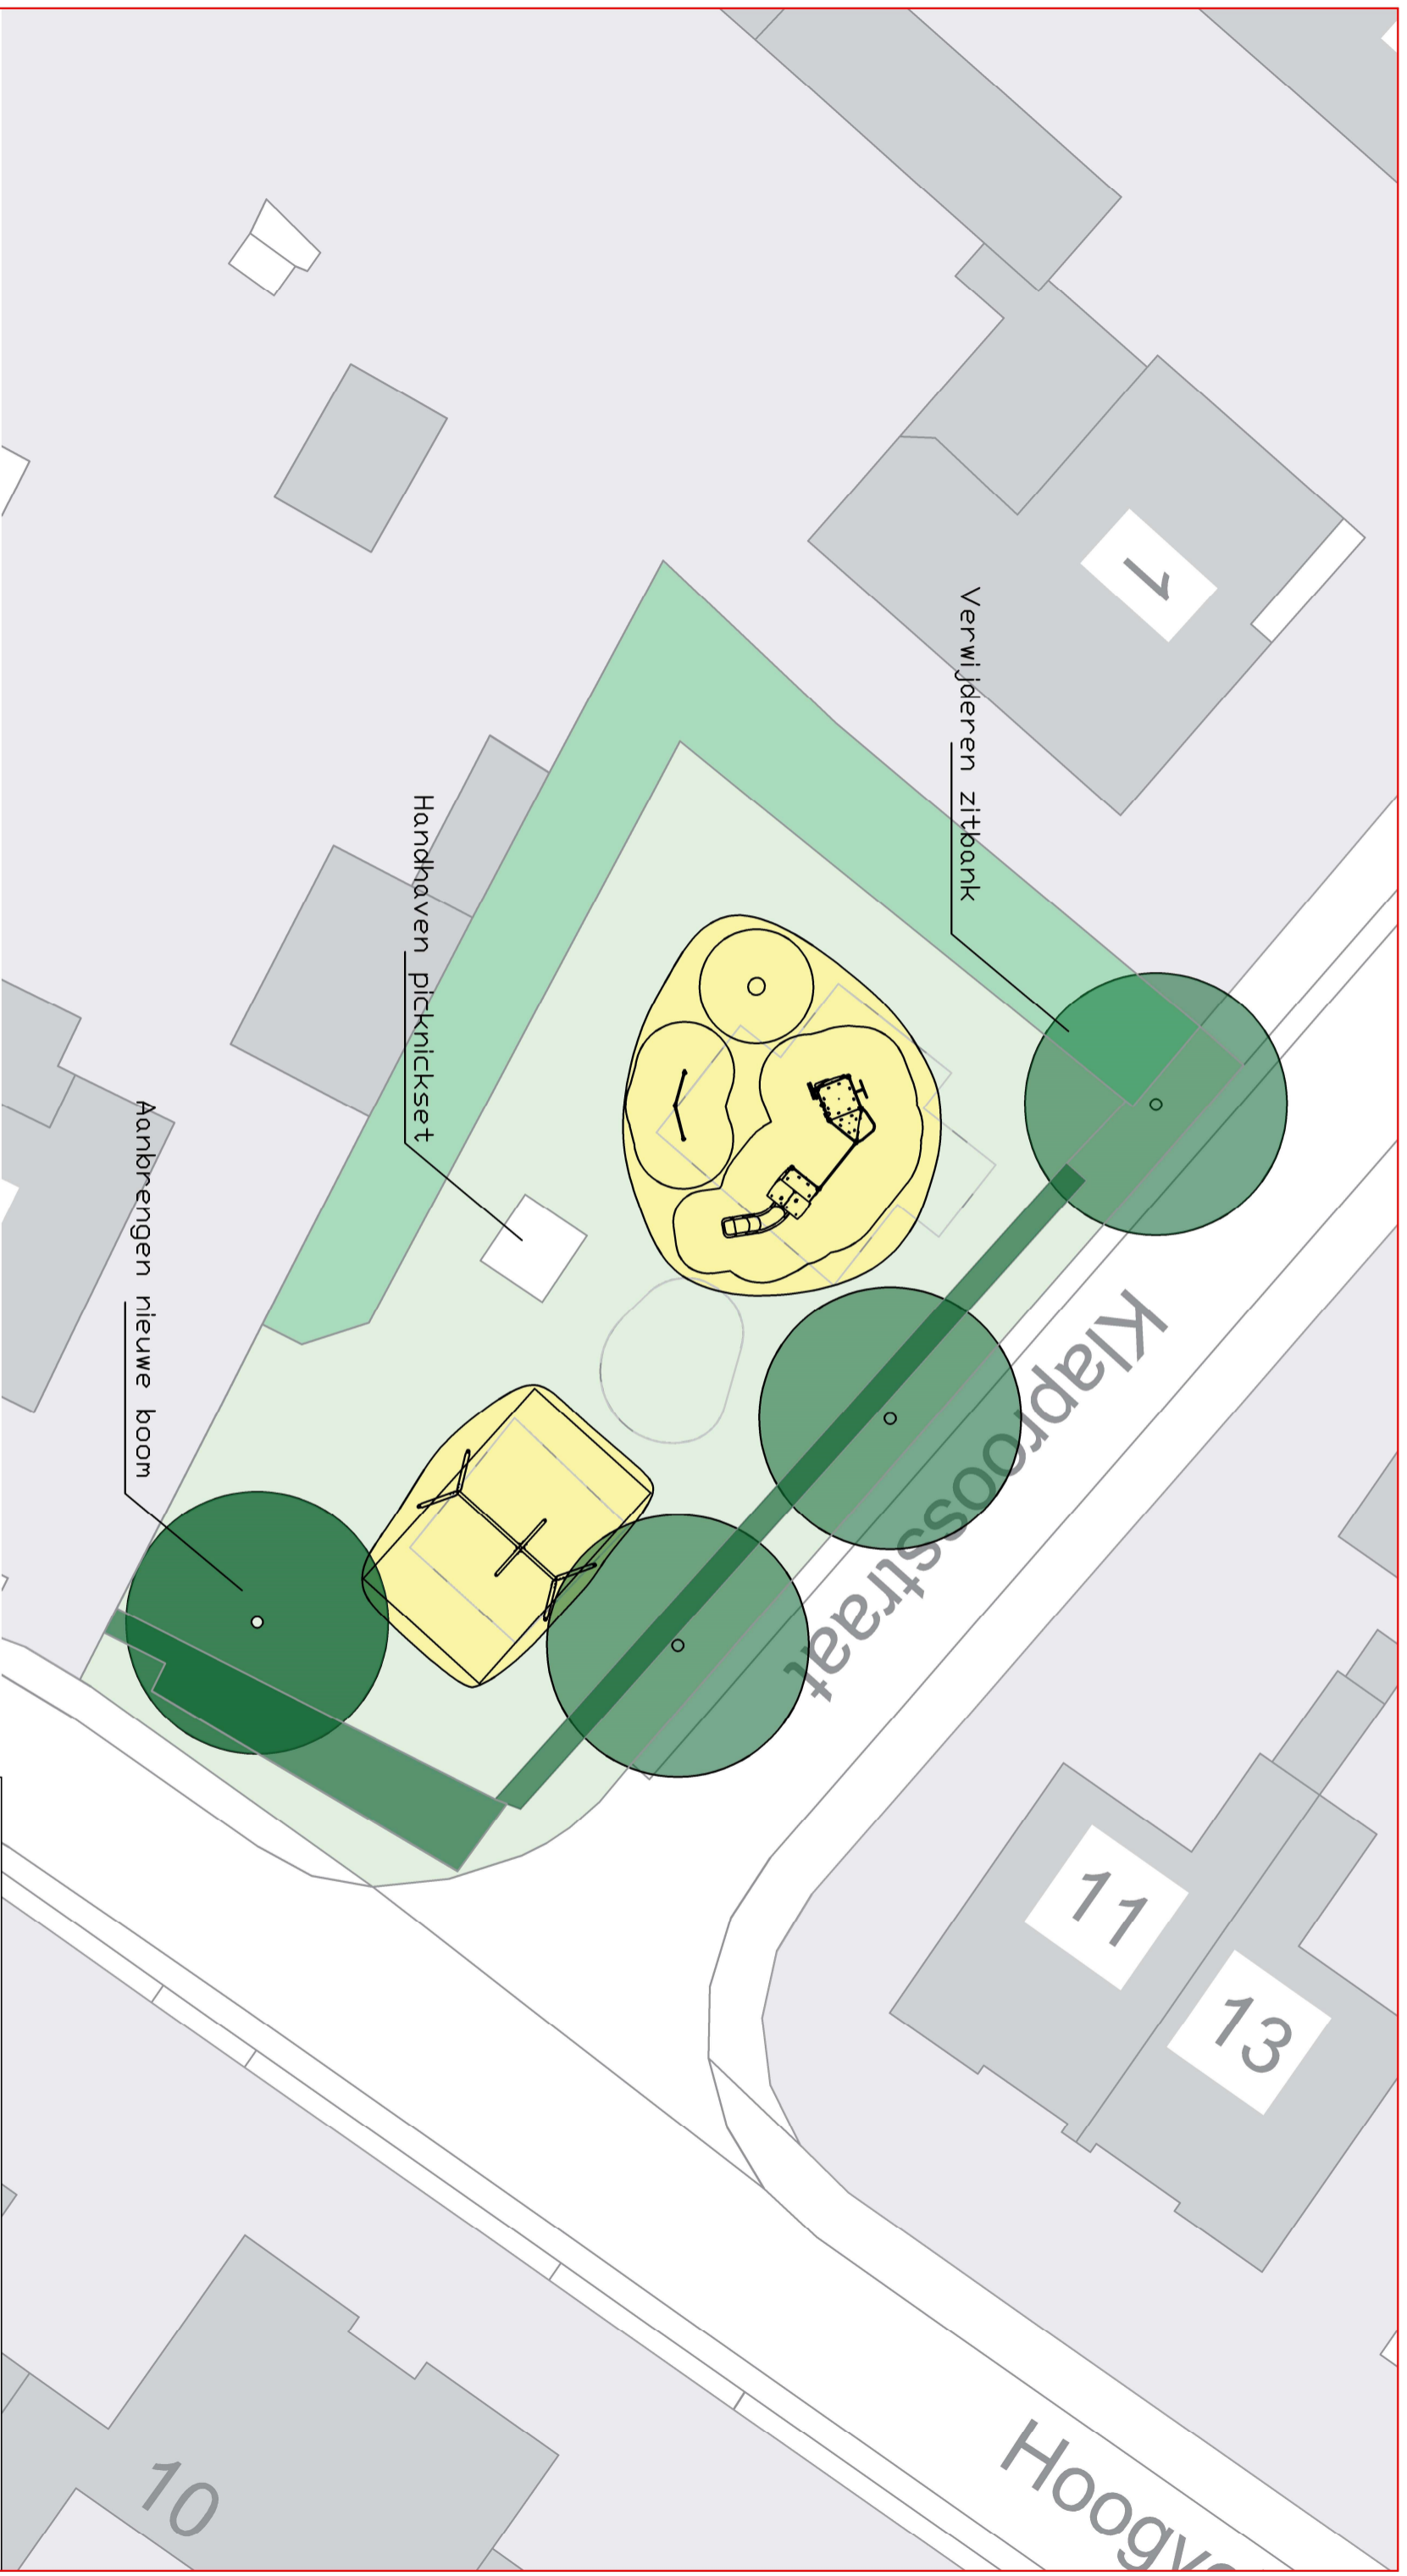 1
Verwijderen zitbank
Handhaven picknickset
Aanbrengen nieuwe boom
Klaproosstraat
11
13
10